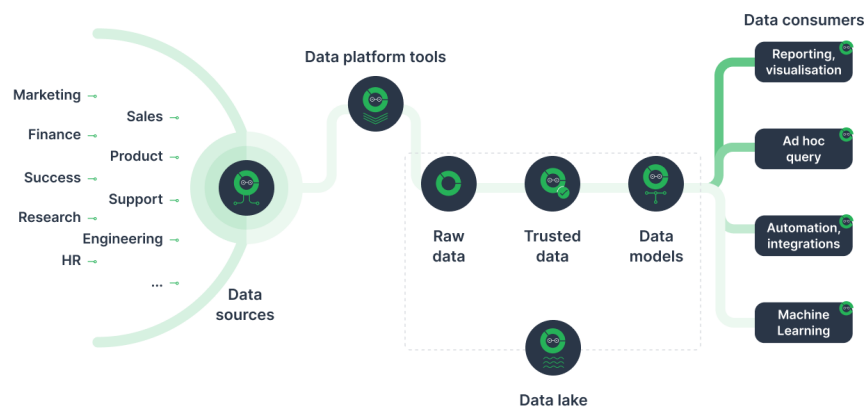 Data consumers
Data platform tools
Reporting,
visualisation
Marketing
Sales
Finance
Product
Success
Support
Research
Engineering
HR
...
Data
sources
Raw
data
Trusted
data
Data
models
Ad hoc
query
Automation,
integrations
Machine
Learning
Data lake